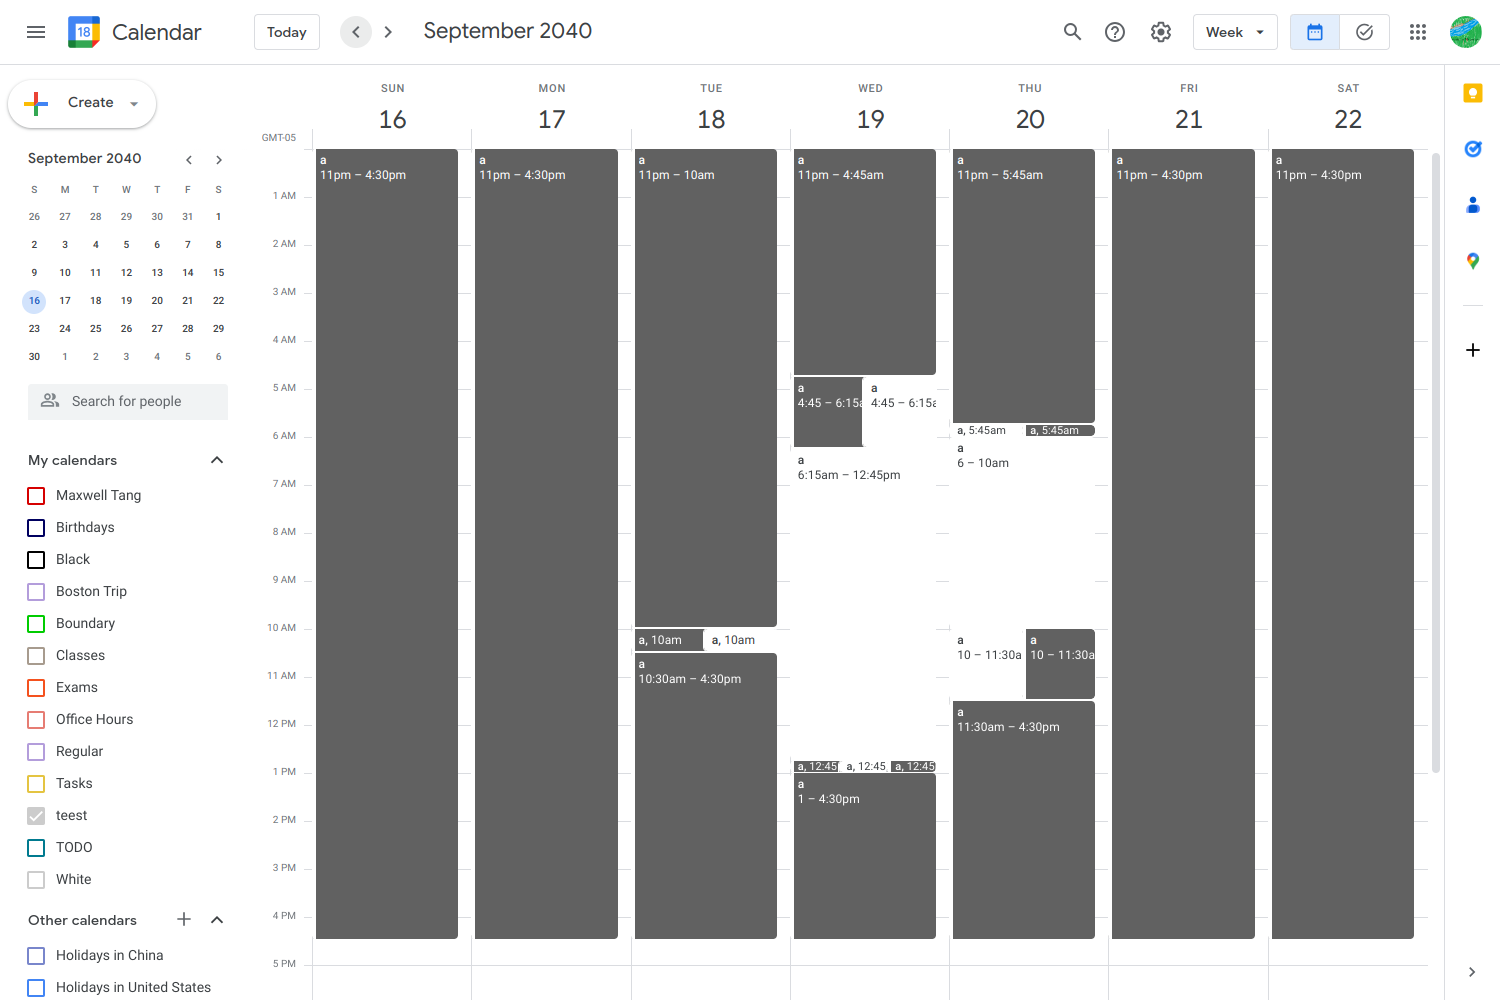 18 Calendar
Today
September 2040
Week
Create
September 2040
S M T W T F S
26 27 28 29 30 31 1
2 3 4 5 6 7 8
9 10 11 12 13 14 15
16 17 18 19 20 21 22
23 24 25 26 27 28 29
30 1 2 3 4 5 6
Search for people
My calendars
Maxwell Tang
Birthdays
Black
Boston Trip
Boundary
Classes
Exams
Office Hours
Regular
Tasks
teest
TODO
White
Other calendars
Holidays in China
Holidays in United States
SUN MON TUE WED THU FRI SAT
16 17 18 19 20 21 22
GMT-05
1 AM
2 AM
3 AM
4 AM
5 AM
6 AM
7 AM
8 AM
9 AM
10 AM
11 AM
12 PM
1 PM
2 PM
3 PM
4 PM
5 PM
a
11pm – 4:30pm
a
11pm – 4:30pm
a
11pm – 10am
a, 10am
a, 10am
a
10:30am – 4:30pm
a
11pm – 4:45am
a
4:45 – 6:15a
a
4:45 – 6:15a
a
6:15am – 12:45pm
a, 12:45
a, 12:45
a, 12:45
a
1 – 4:30pm
a
11pm – 5:45am
a, 5:45am
a, 5:45am
a
6 – 10am
a
10 – 11:30a
a
10 – 11:30a
a
11:30am – 4:30pm
a
11pm – 4:30pm
a
11pm – 4:30pm